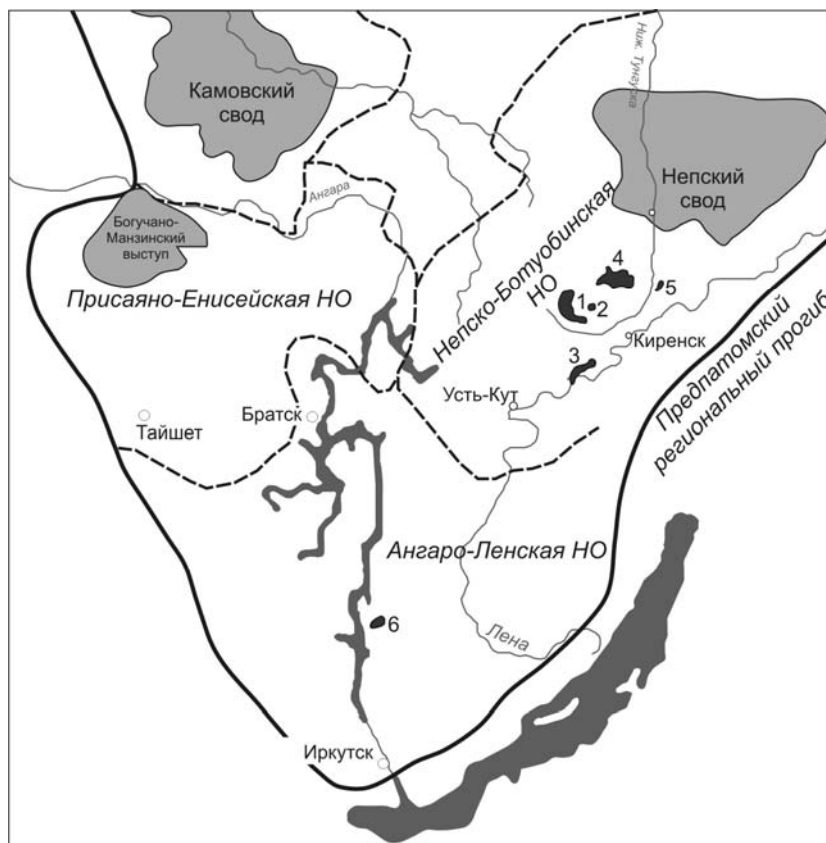 Камовский
свод
Ниж. Тунгуска
Непский
свод
Ангара
Богучано-
Манзинский
выступ
Присаяно-Енисейская НО
Непско-Ботуобинская
НО
4
5
1
2
Киренск
3
Усть-Кут
Предпатомский
региональный прогиб
Братск
Тайшет
Ангаро-Ленская НО
6
Лена
Иркутск